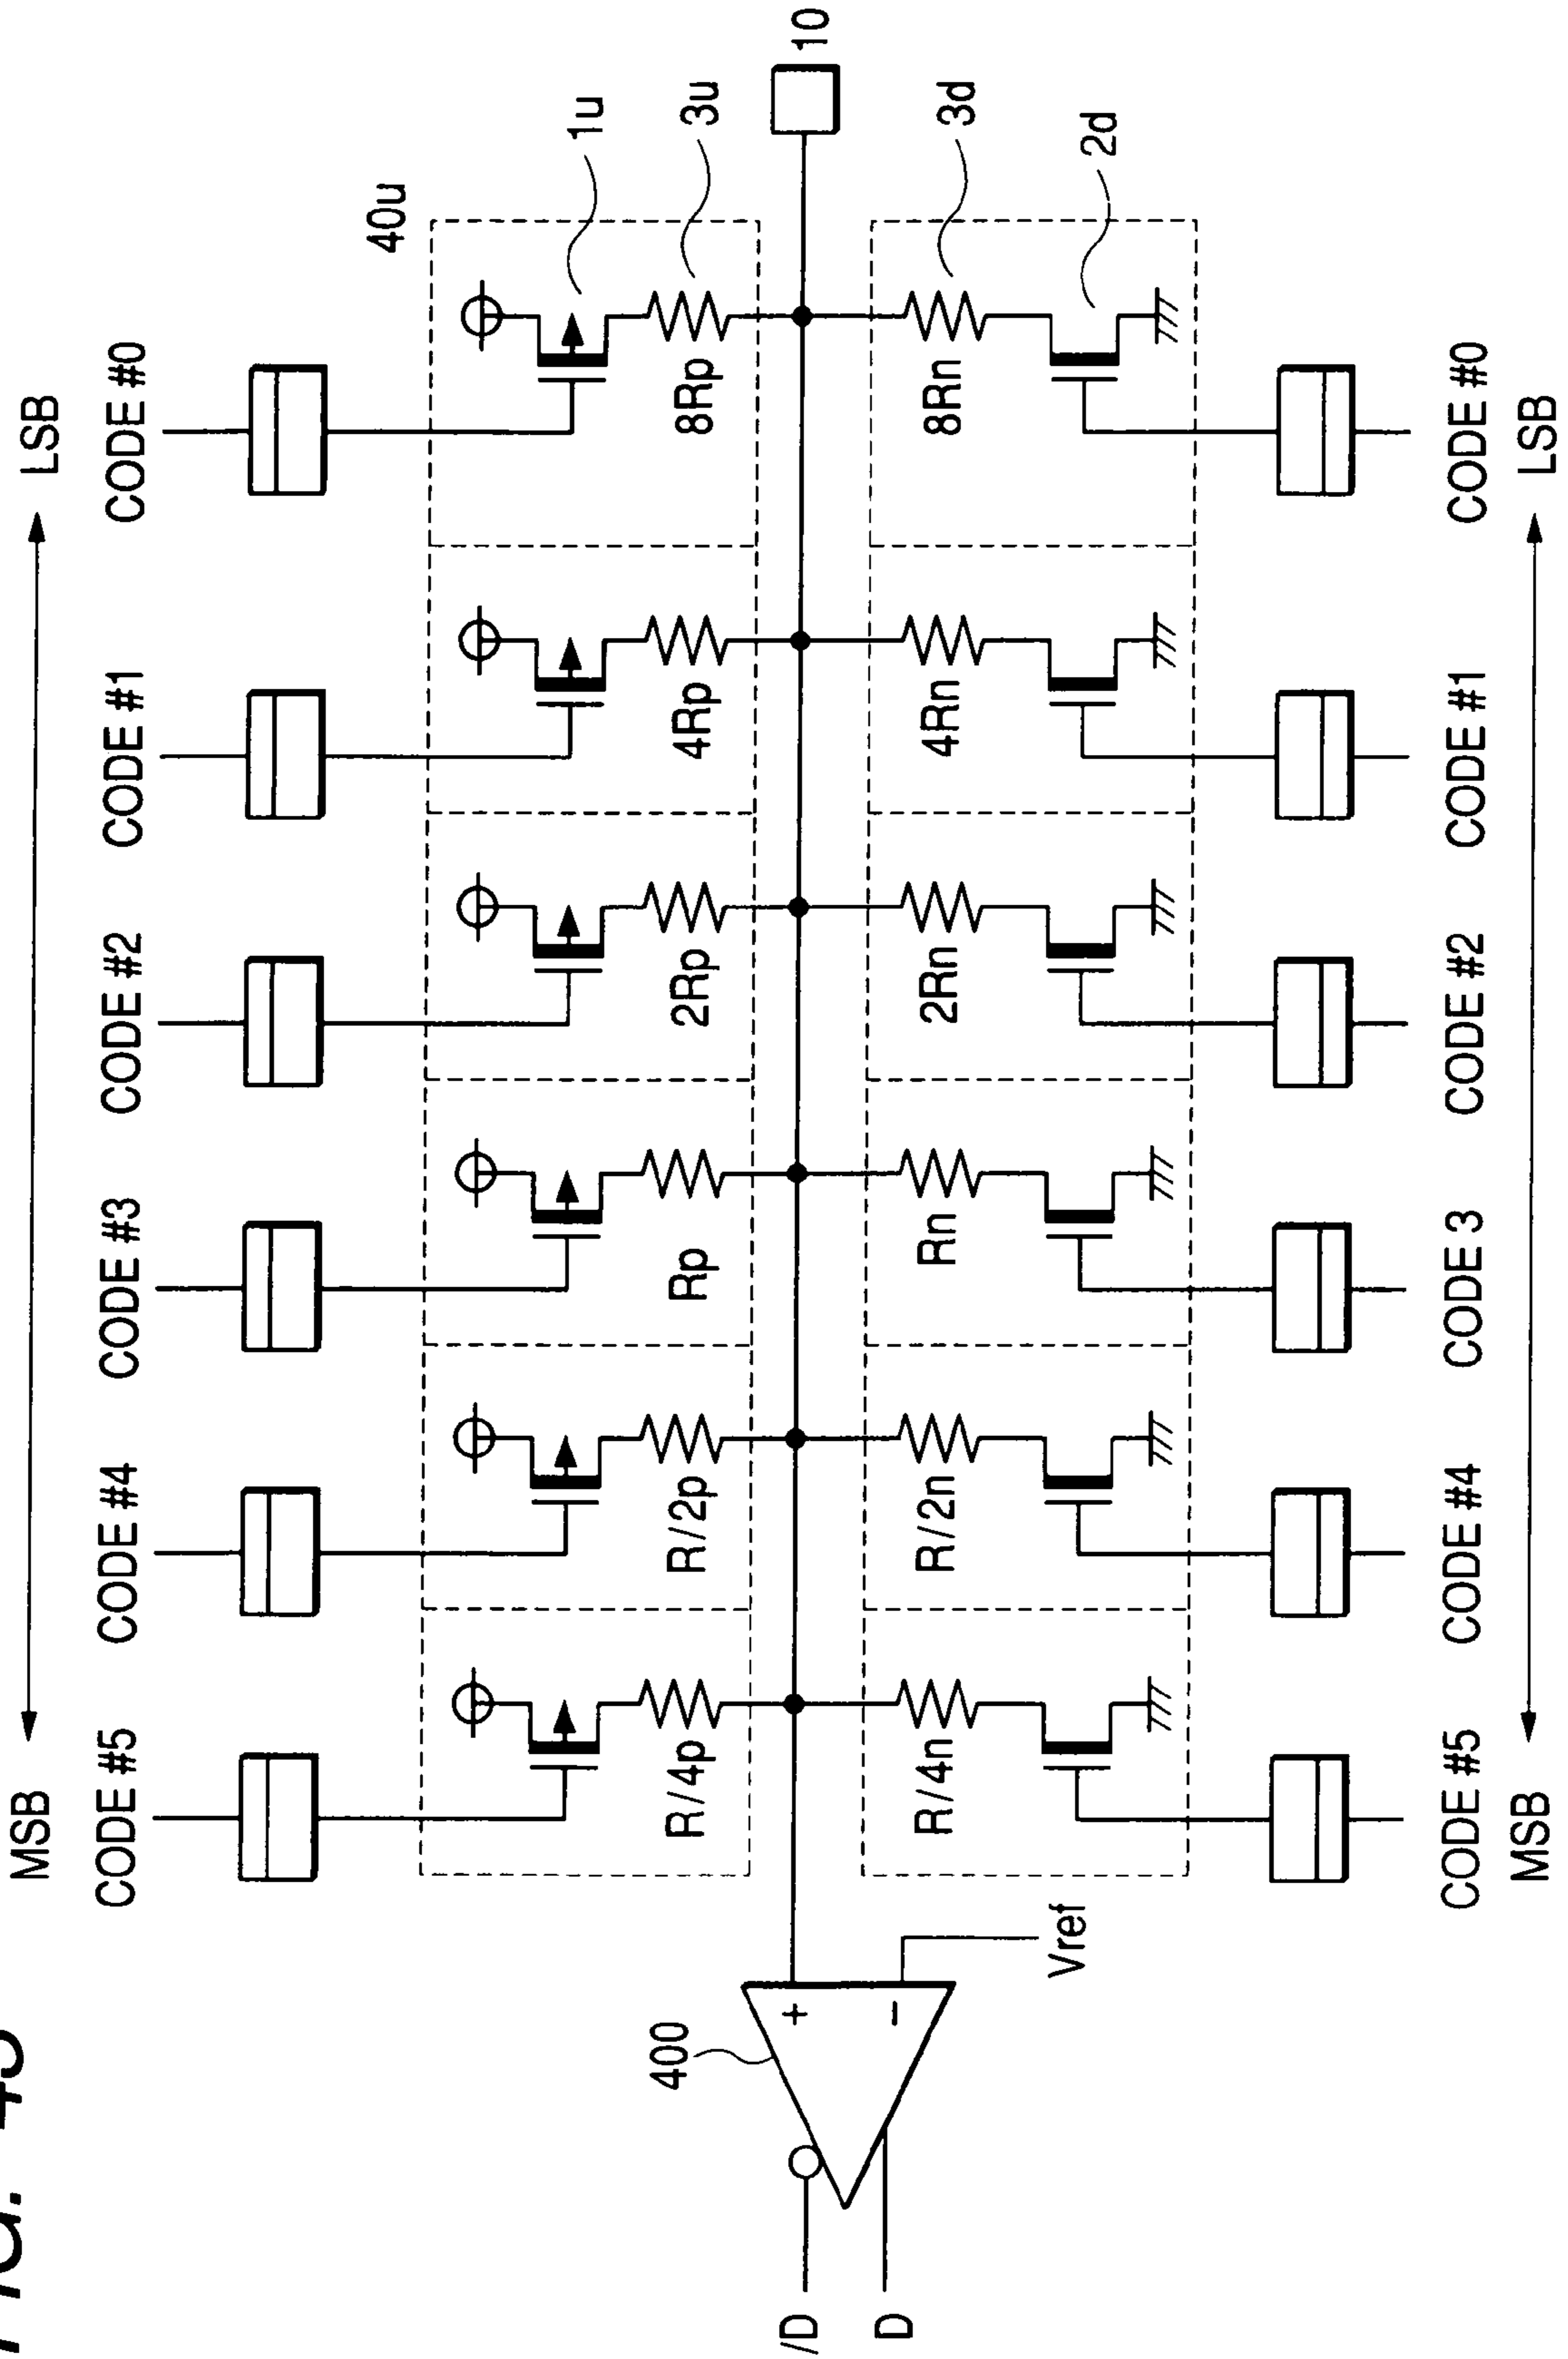 MSB LSB
CODE #5 CODE #4 CODE #3 CODE #2 CODE #1 CODE #0
40u
1u
R/4p R/2p Rp 2Rp 4Rp 8Rp
3u
400
+
−
/D
D
Vref
10
R/4n R/2n Rn 2Rn 4Rn 8Rn
3d
2d
CODE #5 CODE #4 CODE 3 CODE #2 CODE #1 CODE #0
MSB LSB